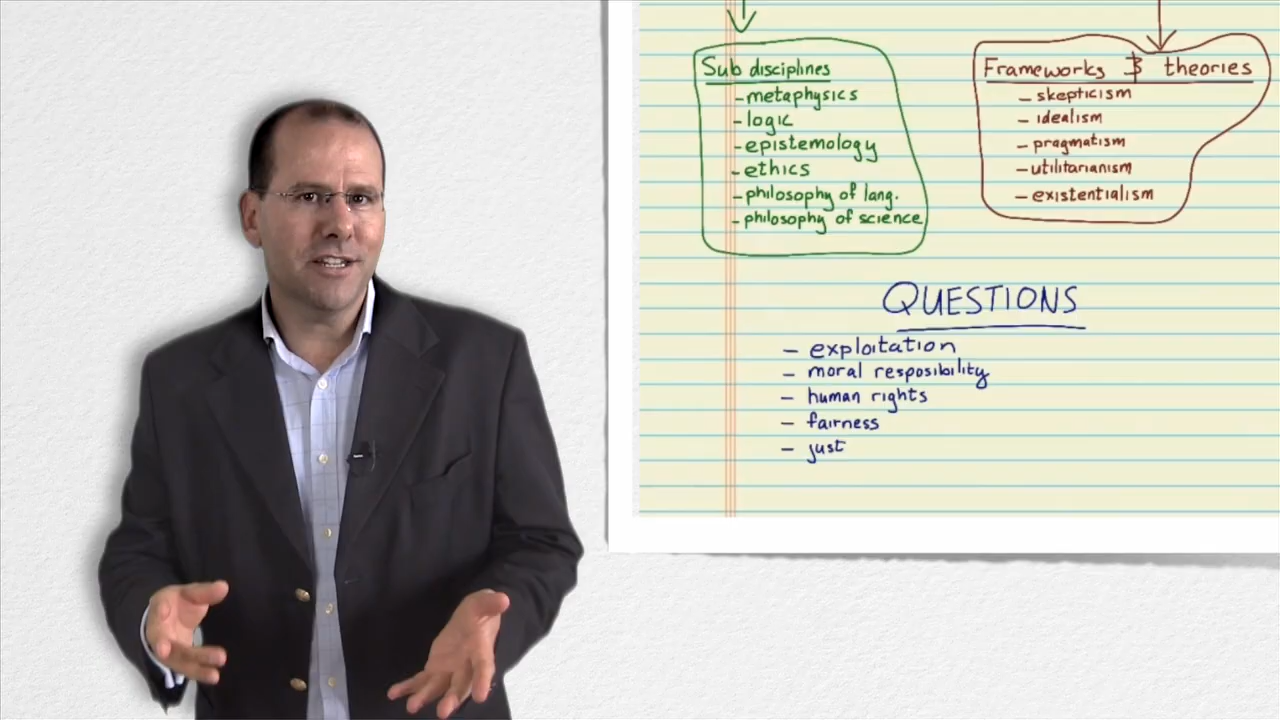 Sub disciplines
- metaphysics
- logic
- epistemology
- ethics
- philosophy of lang.
- philosophy of science
Frameworks & theories
- skepticism
- idealism
- pragmatism
- utilitarianism
- existentialism
QUESTIONS
- exploitation
- moral resposibility
- human rights
- fairness
- just